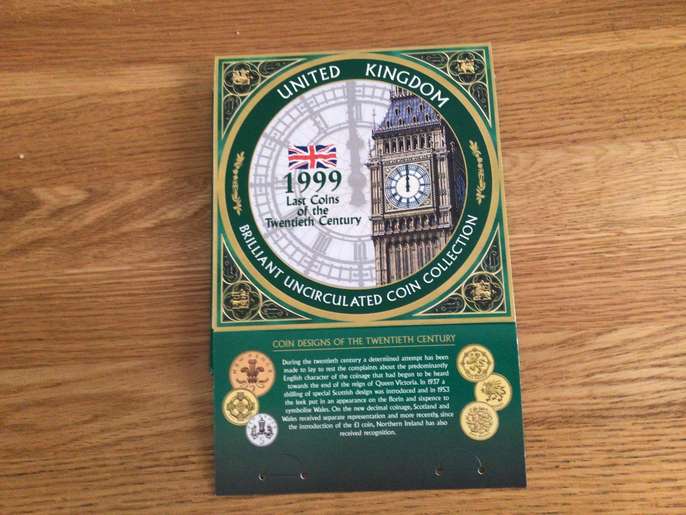 UNITED KINGDOM
1999
Last Coins
of the
Twentieth Century
BRILLIANT UNCIRCULATED COIN COLLECTION
COIN DESIGNS OF THE TWENTIETH CENTURY
During the twentieth century a determined attempt has been
made to lay to rest the complaints about the predominantly
English character of the coinage that had begun to be heard
towards the end of the reign of Queen Victoria. In 1937 a
shilling of special Scottish design was introduced and in 1953
the leek put in an appearance on the florin and sixpence to
symbolise Wales. On the new decimal coinage, Scotland and
Wales received separate representation and more recently, since
the introduction of the £1 coin, Northern Ireland has also
received recognition.